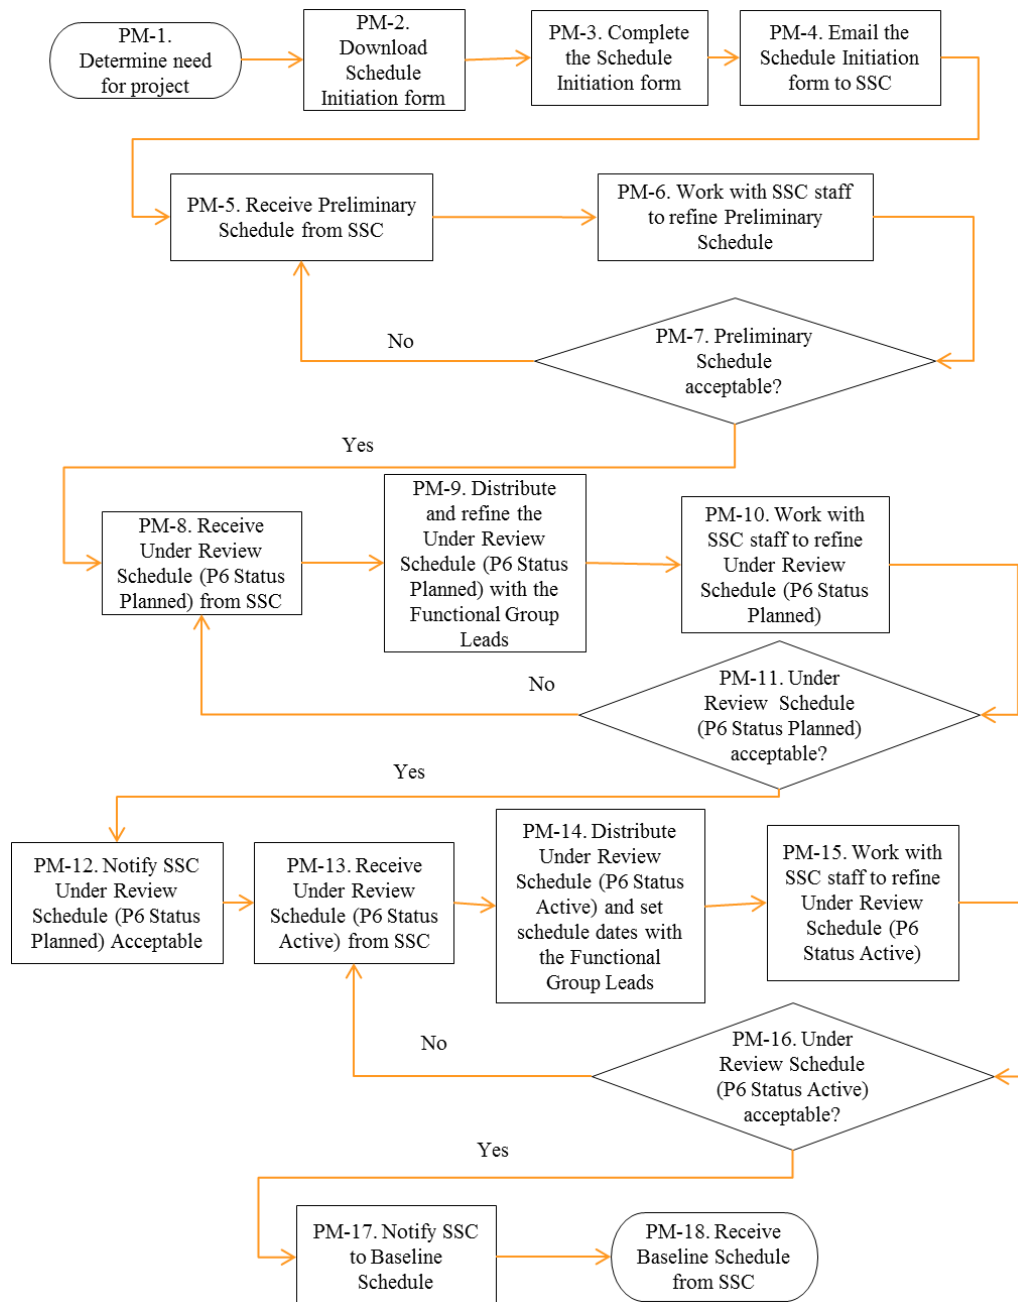 PM-1.
Determine need
for project
PM-2.
Download
Schedule
Initiation form
PM-3. Complete
the Schedule
Initiation form
PM-4. Email the
Schedule Initiation
form to SSC
PM-5. Receive Preliminary
Schedule from SSC
PM-6. Work with SSC staff
to refine Preliminary
Schedule
No
PM-7. Preliminary
Schedule
acceptable?
Yes
PM-8. Receive
Under Review
Schedule (P6 Status
Planned) from SSC
PM-9. Distribute
and refine the
Under Review
Schedule (P6 Status
Planned) with the
Functional Group
Leads
PM-10. Work with
SSC staff to refine
Under Review
Schedule (P6 Status
Planned)
No
PM-11. Under
Review Schedule
(P6 Status Planned)
acceptable?
Yes
PM-12. Notify SSC
Under Review
Schedule (P6 Status
Planned) Acceptable
PM-13. Receive
Under Review
Schedule (P6 Status
Active) from SSC
PM-14. Distribute
Under Review
Schedule (P6 Status
Active) and set
schedule dates with
the Functional
Group Leads
PM-15. Work with
SSC staff to refine
Under Review
Schedule (P6
Status Active)
No
PM-16. Under
Review Schedule
(P6 Status Active)
acceptable?
Yes
PM-17. Notify SSC
to Baseline
Schedule
PM-18. Receive
Baseline Schedule
from SSC